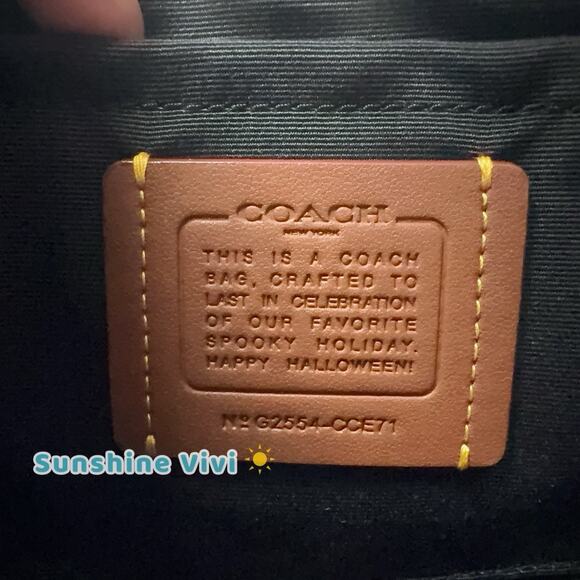 COACH
NEW YORK
THIS IS A COACH
BAG, CRAFTED TO
LAST IN CELEBRATION
OF OUR FAVORITE
SPOOKY HOLIDAY.
HAPPY HALLOWEEN!
Nº G2554-CCE71
Sunshine Vivi ☀️